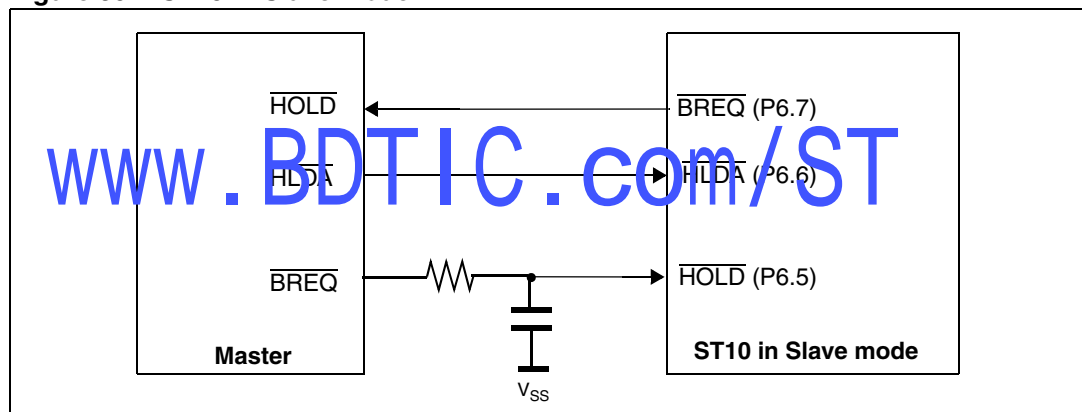 HOLD
BREQ (P6.7)
www.BDTIC.com/ST
HLDA
HLDA (P6.6)
BREQ
HOLD (P6.5)
Master
ST10 in Slave mode
VSS